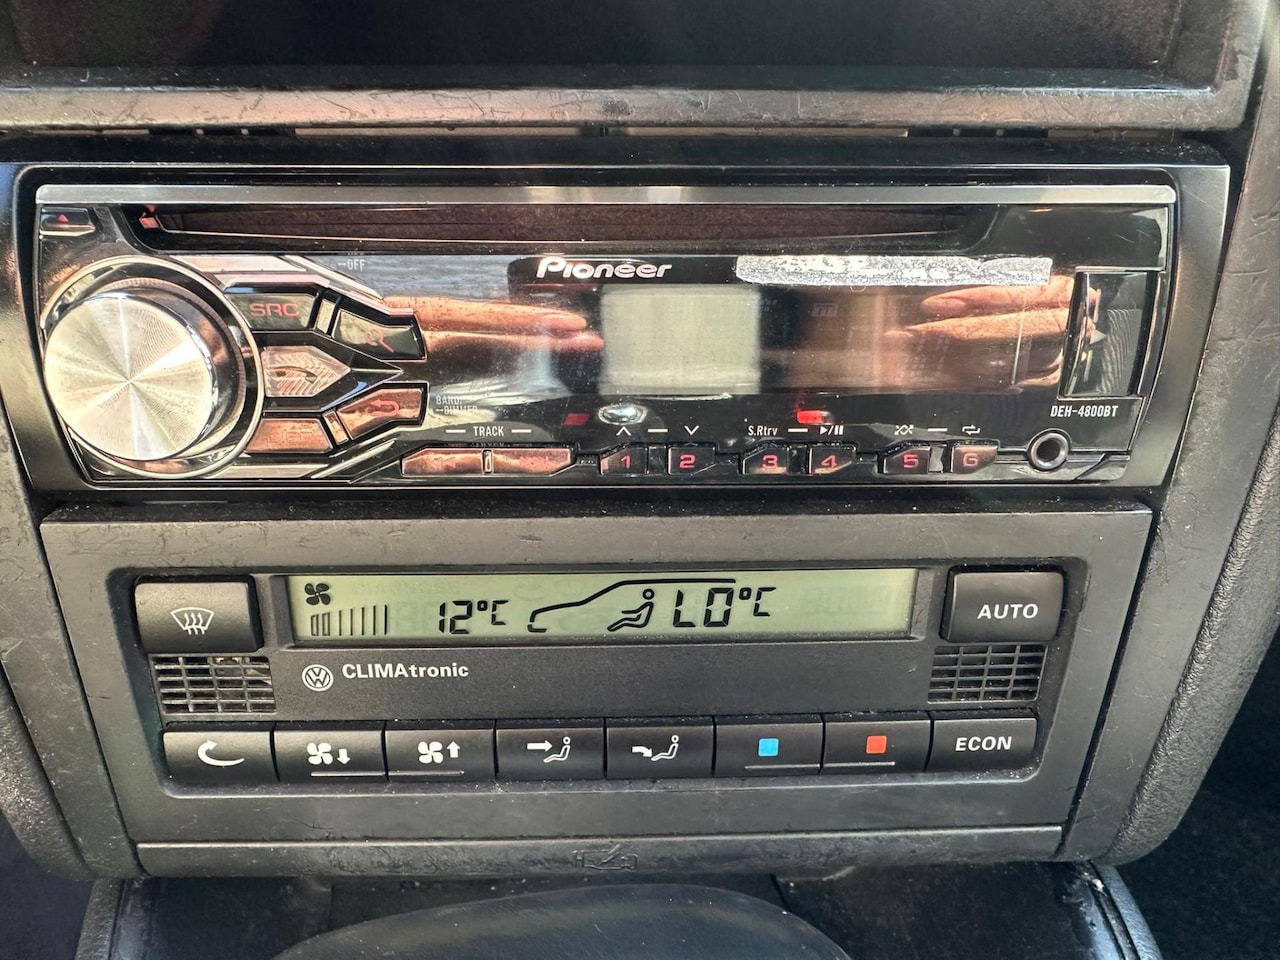 --OFF
Pioneer
SRC
BAND/
--DIMMER
TRACK
S.Rtrv
DEH-4800BT
1 2 3 4 5 6
12°C LO°C
AUTO
CLIMAtronic
ECON